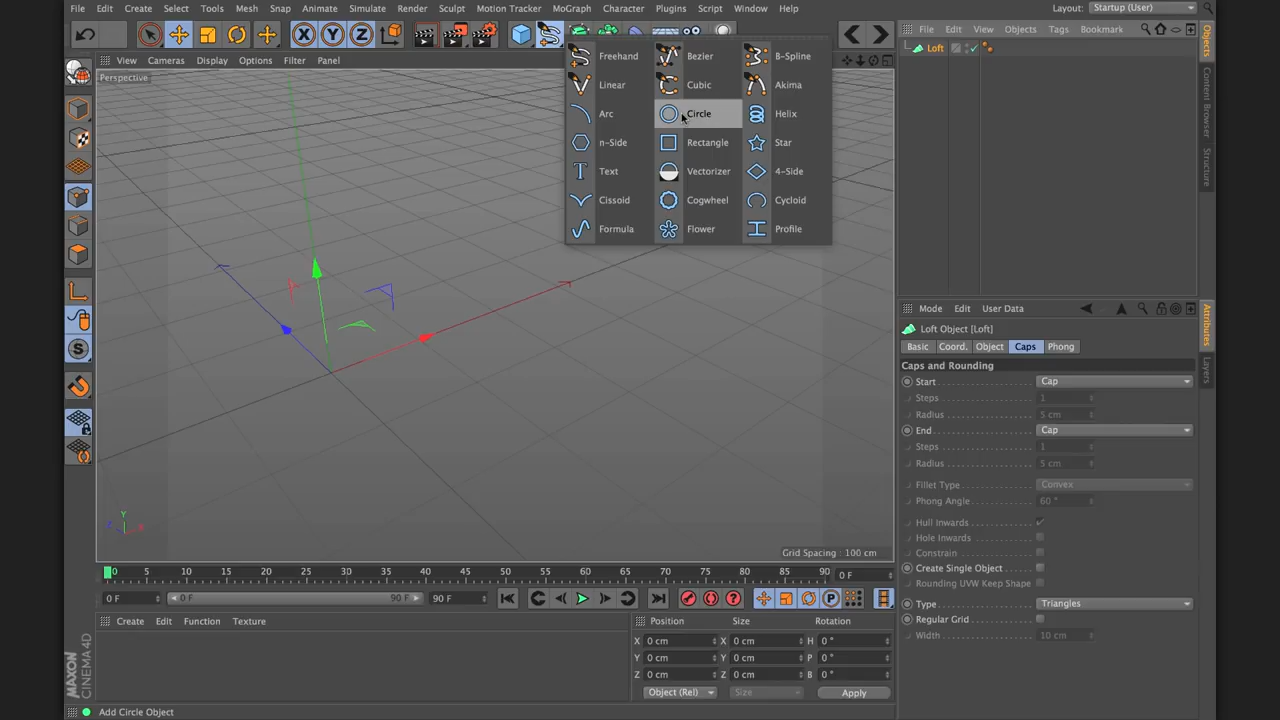 File Edit Create Select Tools Mesh Snap Animate Simulate Render Sculpt Motion Tracker MoGraph Character Plugins Script Window Help Layout: Startup (User)
X Y Z
File Edit View Objects Tags Bookmark
Loft
View Cameras Display Options Filter Panel
Perspective
Freehand Bezier B-Spline
Linear Cubic Akima
Arc Circle Helix
n-Side Rectangle Star
Text Vectorizer 4-Side
Cissoid Cogwheel Cycloid
Formula Flower Profile
Objects
Content Browser
Structure
Mode Edit User Data
Loft Object [Loft]
Basic Coord. Object Caps Phong
Caps and Rounding
Start Cap
Steps 1
Radius 5 cm
End Cap
Steps 1
Radius 5 cm
Fillet Type Convex
Phong Angle 60 °
Hull Inwards
Hole Inwards
Constrain
Create Single Object
Rounding UVW Keep Shape
Type Triangles
Regular Grid
Width 10 cm
Attributes
Layers
Y
Z X
Grid Spacing : 100 cm
0 5 10 15 20 25 30 35 40 45 50 55 60 65 70 75 80 85 90 0 F
0 F 0 F 90 F 90 F
P
Create Edit Function Texture
Position Size Rotation
X 0 cm X 0 cm H 0 °
Y 0 cm Y 0 cm P 0 °
Z 0 cm Z 0 cm B 0 °
Object (Rel) Size Apply
MAXON
CINEMA4D
Add Circle Object